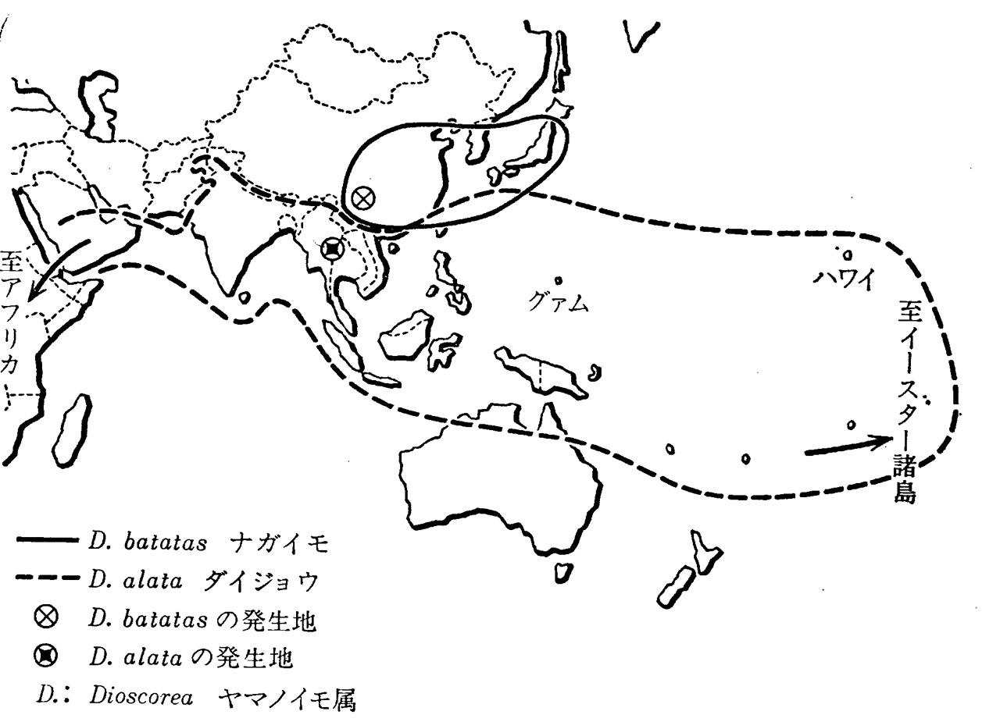 至アフリカ
グァム
ハワイ
至イースター諸島
D. batatas ナガイモ
D. alata ダイジョウ
D. batatas の発生地
D. alata の発生地
D.: Dioscorea ヤマノイモ属